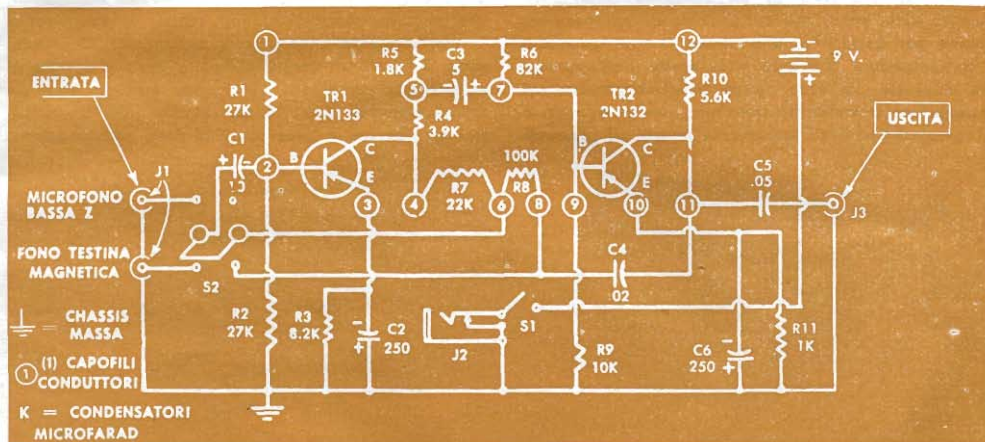 ENTRATA
J1
MICROFONO
BASSA Z
FONO TESTINA
MAGNETICA
S2
CHASSIS
MASSA
=
1
(1) CAPOFILI
CONDUTTORI
K = CONDENSATORI
MICROFARAD
1
R1
27K
C1
+ -
2
R2
27K
TR1
2N133
B
C
E
3
R3
8.2K
-
+
C2
250
R5
1.8K
5
R4
3.9K
4
C3
5
- +
7
R6
82K
R7
22K
6
100K
R8
8
9
TR2
2N132
B
C
E
10
11
12
R10
5.6K
-
+
9 V.
USCITA
C5
.05
J3
C4
.02
S1
J2
R9
10K
C6
250
-
+
R11
1K